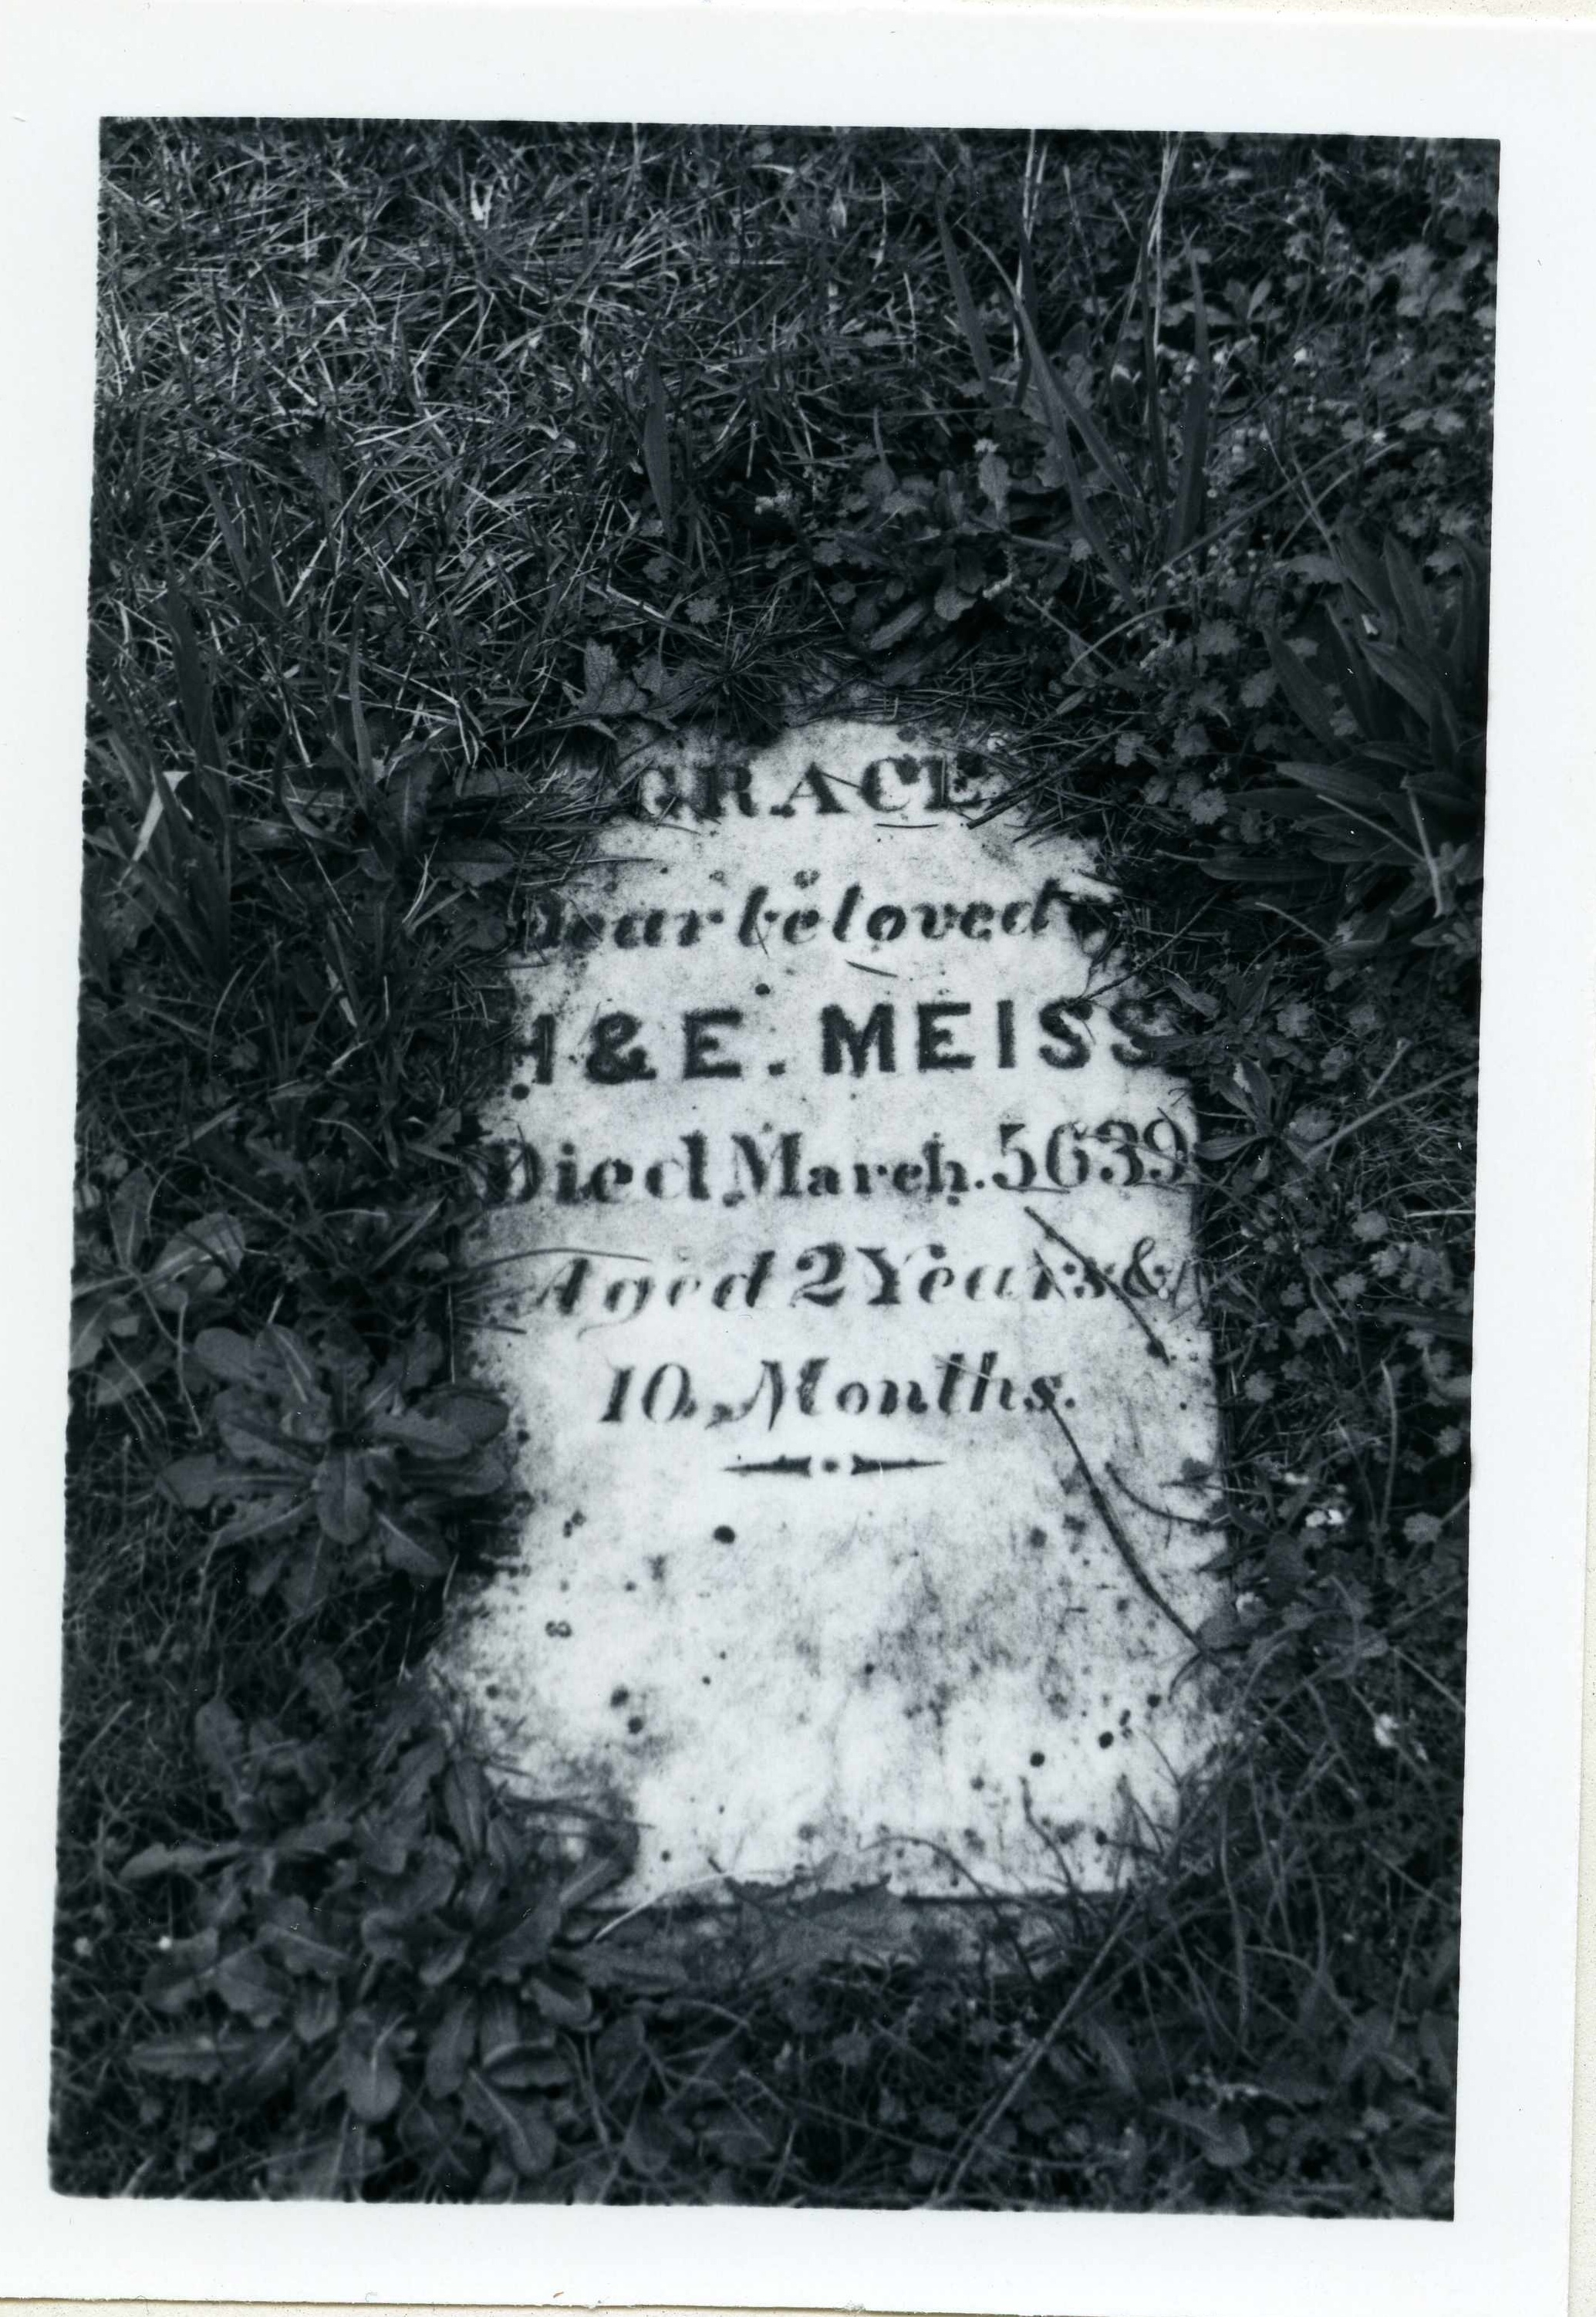 GRACE
Dear beloved
H & E. MEISS
Died March. 5639
Aged 2 Years &
10 Months.